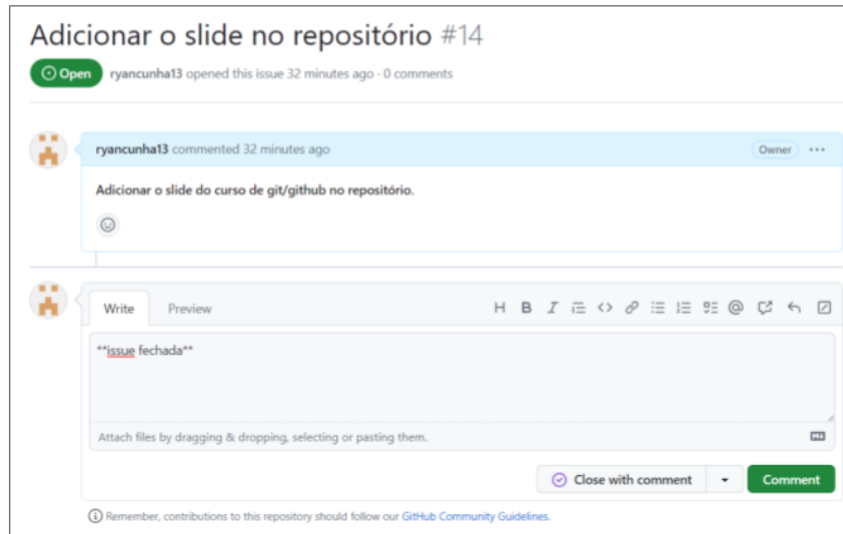 Adicionar o slide no repositório #14
Open ryancunha13 opened this issue 32 minutes ago · 0 comments
ryancunha13 commented 32 minutes ago Owner ...
Adicionar o slide do curso de git/github no repositório.
Write Preview H B I <> @
**issue fechada**
Attach files by dragging & dropping, selecting or pasting them.
Close with comment Comment
Remember, contributions to this repository should follow our GitHub Community Guidelines.